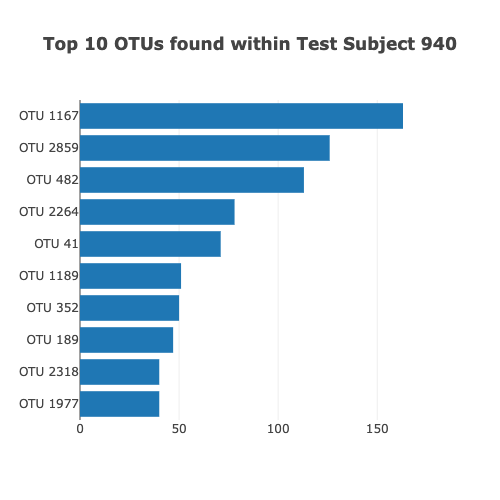 Top 10 OTUs found within Test Subject 940
OTU 1167
OTU 2859
OTU 482
OTU 2264
OTU 41
OTU 1189
OTU 352
OTU 189
OTU 2318
OTU 1977
0 50 100 150